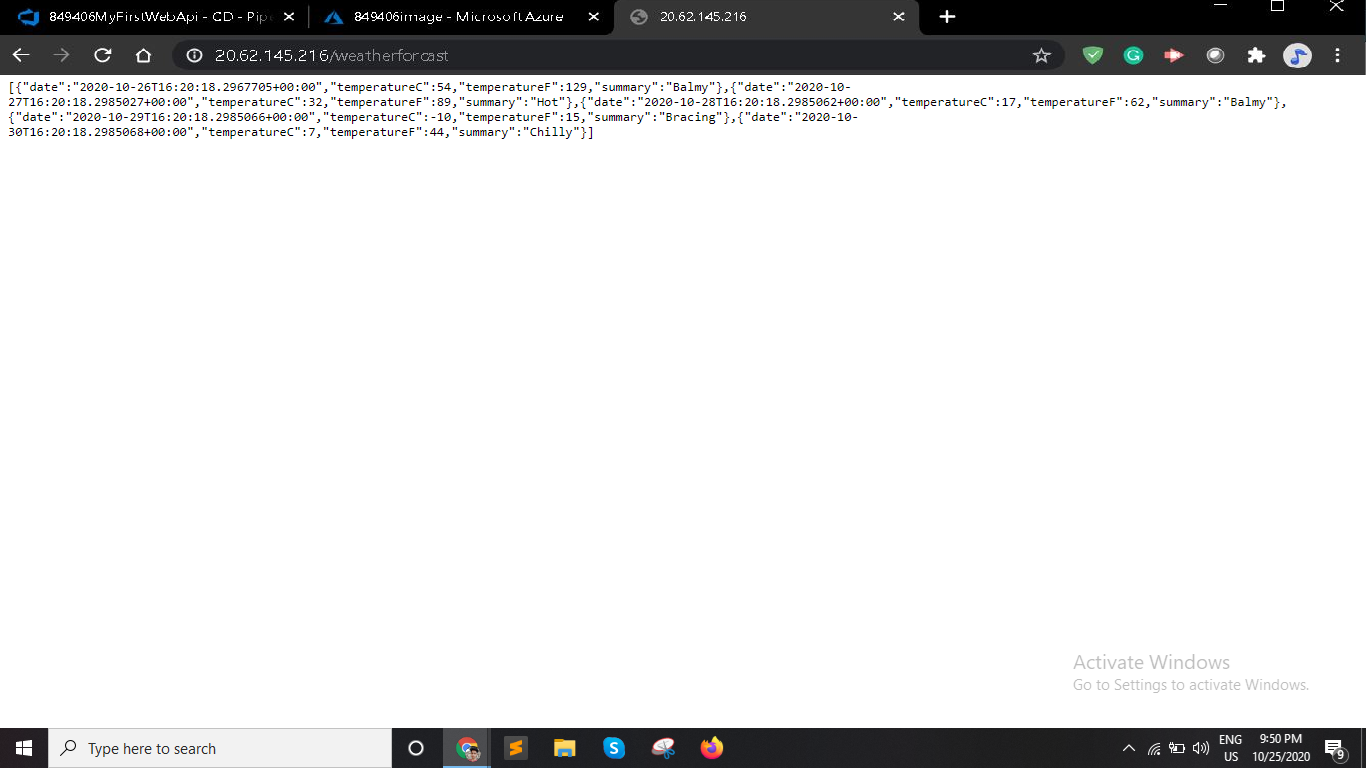 849406MyFirstWebApi - CD - Pip
849406image - Microsoft Azure
20.62.145.216
20.62.145.216/weatherforcast
[{"date":"2020-10-26T16:20:18.2967705+00:00","temperatureC":54,"temperatureF":129,"summary":"Balmy"},{"date":"2020-10-
27T16:20:18.2985027+00:00","temperatureC":32,"temperatureF":89,"summary":"Hot"},{"date":"2020-10-28T16:20:18.2985062+00:00","temperatureC":17,"temperatureF":62,"summary":"Balmy"},
{"date":"2020-10-29T16:20:18.2985066+00:00","temperatureC":-10,"temperatureF":15,"summary":"Bracing"},{"date":"2020-10-
30T16:20:18.2985068+00:00","temperatureC":7,"temperatureF":44,"summary":"Chilly"}]
Activate Windows
Go to Settings to activate Windows.
Type here to search
ENG
US
9:50 PM
10/25/2020
9